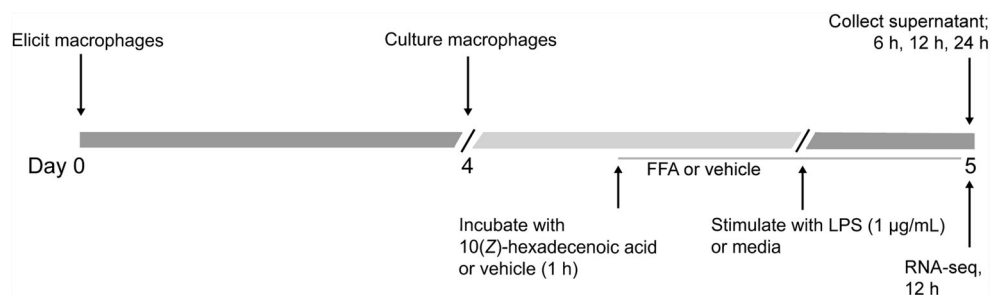 Collect supernatant;
6 h, 12 h, 24 h
Elicit macrophages
Culture macrophages
Day 0
4
5
FFA or vehicle
Incubate with
10(Z)-hexadecenoic acid
or vehicle (1 h)
Stimulate with LPS (1 µg/mL)
or media
RNA-seq,
12 h